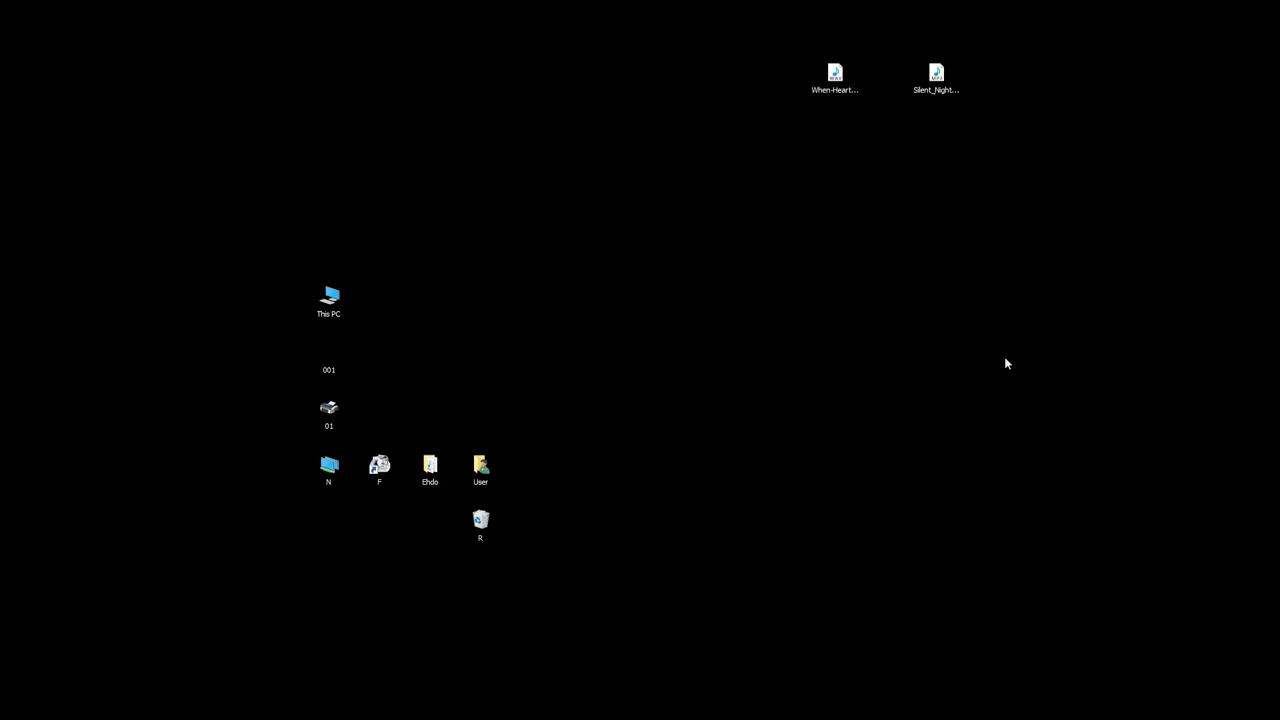 When-Heart...
Silent_Night...
This PC
001
01
N
F
Ehdo
User
R